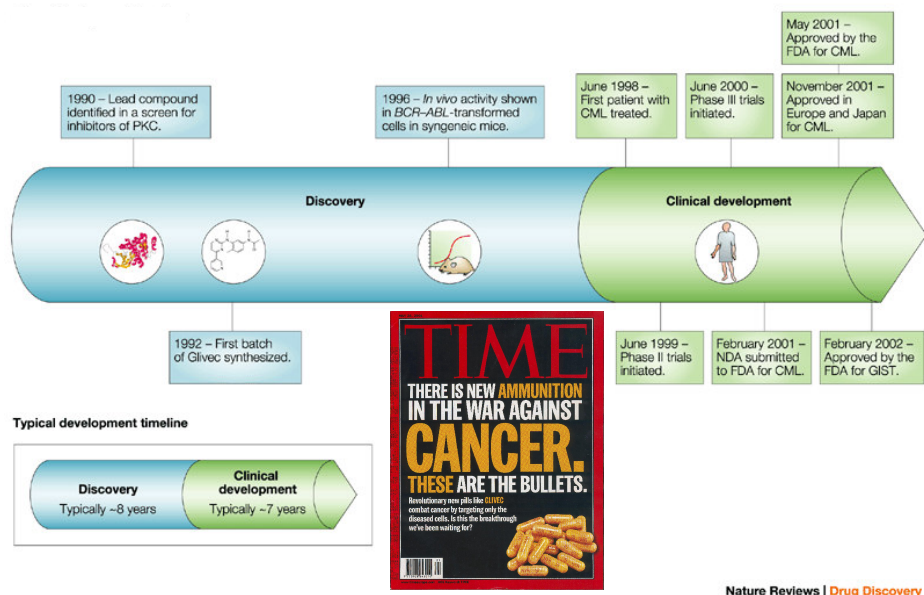 May 2001 –
Approved by the
FDA for CML.
1990 – Lead compound
identified in a screen for
inhibitors of PKC.
1996 – In vivo activity shown
in BCR–ABL-transformed
cells in syngeneic mice.
June 1998 –
First patient with
CML treated.
June 2000 –
Phase III trials
initiated.
November 2001 –
Approved in
Europe and Japan
for CML.
Discovery
Clinical development
1992 – First batch
of Glivec synthesized.
June 1999 –
Phase II trials
initiated.
February 2001 –
NDA submitted
to FDA for CML.
February 2002 –
Approved by the
FDA for GIST.
TIME
THERE IS NEW AMMUNITION
IN THE WAR AGAINST
CANCER.
THESE ARE THE BULLETS.
Revolutionary new pills like GLIVEC
combat cancer by targeting only the
diseased cells. Is this the breakthrough
we've been waiting for?
Typical development timeline
Discovery
Typically ~8 years
Clinical
development
Typically ~7 years
Nature Reviews | Drug Discovery